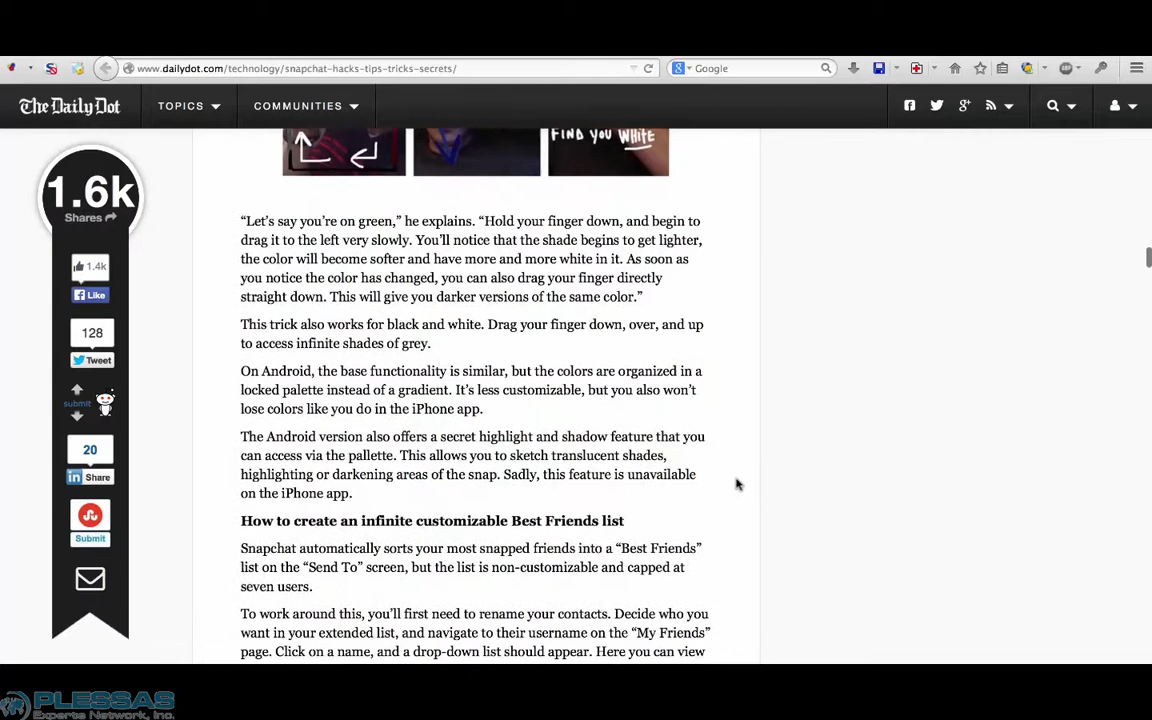 www.dailydot.com/technology/snapchat-hacks-tips-tricks-secrets/
Google
The Daily Dot
TOPICS
COMMUNITIES
1.6k
Shares
1.4k
Like
128
Tweet
submit
20
Share
Submit
FIND YOU WHITE
“Let’s say you’re on green,” he explains. “Hold your finger down, and begin to
drag it to the left very slowly. You’ll notice that the shade begins to get lighter,
the color will become softer and have more and more white in it. As soon as
you notice the color has changed, you can also drag your finger directly
straight down. This will give you darker versions of the same color.”
This trick also works for black and white. Drag your finger down, over, and up
to access infinite shades of grey.
On Android, the base functionality is similar, but the colors are organized in a
locked palette instead of a gradient. It’s less customizable, but you also won’t
lose colors like you do in the iPhone app.
The Android version also offers a secret highlight and shadow feature that you
can access via the pallette. This allows you to sketch translucent shades,
highlighting or darkening areas of the snap. Sadly, this feature is unavailable
on the iPhone app.
How to create an infinite customizable Best Friends list
Snapchat automatically sorts your most snapped friends into a “Best Friends”
list on the “Send To” screen, but the list is non-customizable and capped at
seven users.
To work around this, you’ll first need to rename your contacts. Decide who you
want in your extended list, and navigate to their username on the “My Friends”
page. Click on a name, and a drop-down list should appear. Here you can view
PLESSAS
Experts Network, Inc.